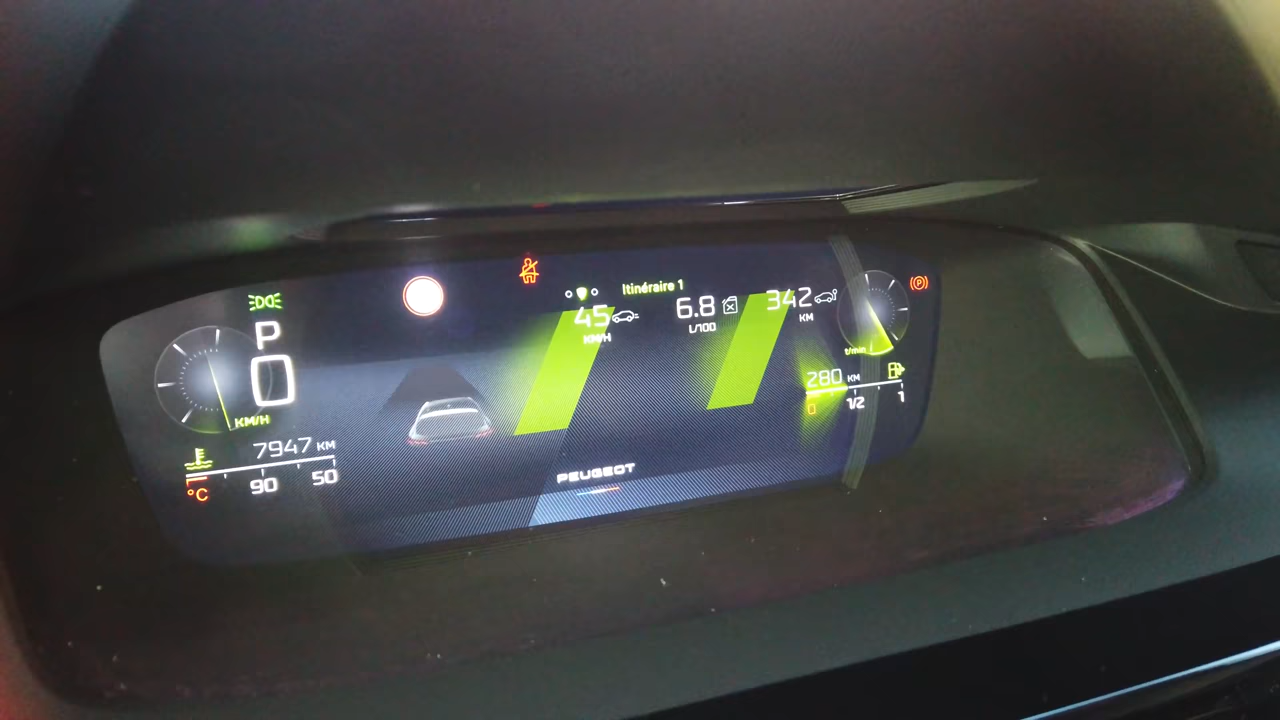 P
0
KM/H
7947 KM
°C 90 50
Itinéraire 1
45
KM/H
6.8
L/100
342
KM
t/min
280 KM
0 1/2 1
P
PEUGEOT